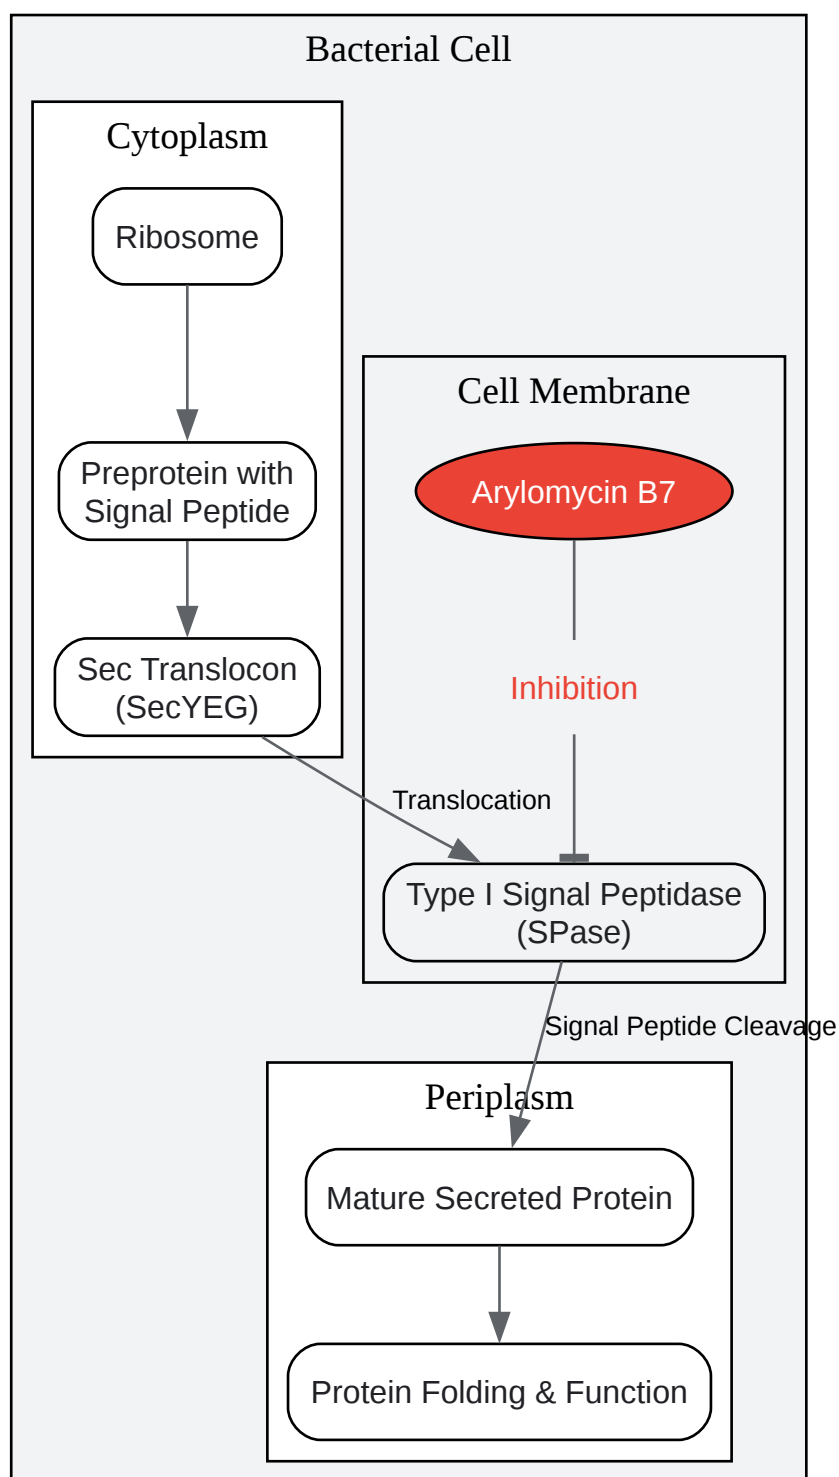 Bacterial Cell
Cytoplasm
Ribosome
Preprotein with
Signal Peptide
Sec Translocon
(SecYEG)
Cell Membrane
Arylomycin B7
Inhibition
Translocation
Type I Signal Peptidase
(SPase)
Signal Peptide Cleavage
Periplasm
Mature Secreted Protein
Protein Folding & Function